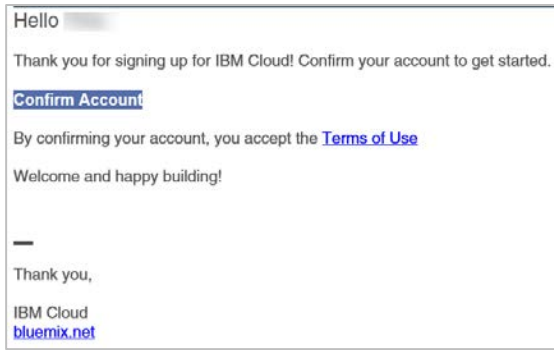 Hello
Thank you for signing up for IBM Cloud! Confirm your account to get started.
Confirm Account
By confirming your account, you accept the Terms of Use
Welcome and happy building!
—
Thank you,
IBM Cloud
bluemix.net